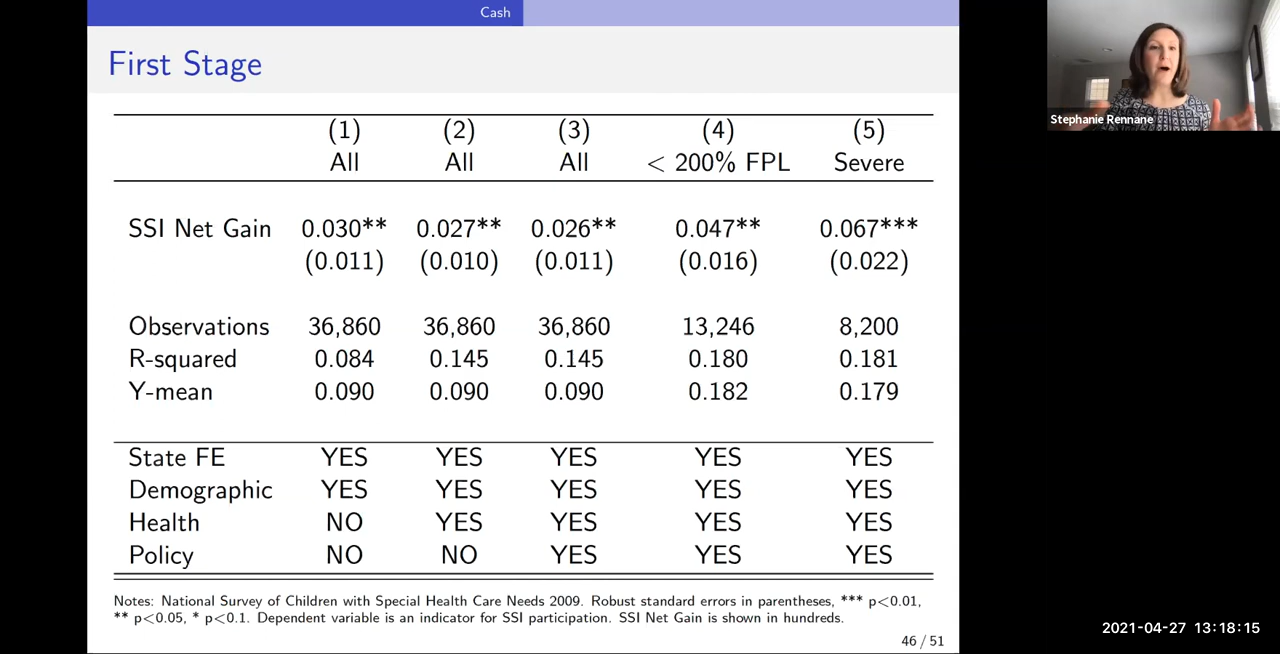 Cash
First Stage
(1) (2) (3) (4) (5)
All All All < 200% FPL Severe
SSI Net Gain 0.030** 0.027** 0.026** 0.047** 0.067***
(0.011) (0.010) (0.011) (0.016) (0.022)
Observations 36,860 36,860 36,860 13,246 8,200
R-squared 0.084 0.145 0.145 0.180 0.181
Y-mean 0.090 0.090 0.090 0.182 0.179
State FE YES YES YES YES YES
Demographic YES YES YES YES YES
Health NO YES YES YES YES
Policy NO NO YES YES YES
Notes: National Survey of Children with Special Health Care Needs 2009. Robust standard errors in parentheses, *** p<0.01,
** p<0.05, * p<0.1. Dependent variable is an indicator for SSI participation. SSI Net Gain is shown in hundreds.
46 / 51
Stephanie Rennane
2021-04-27 13:18:15